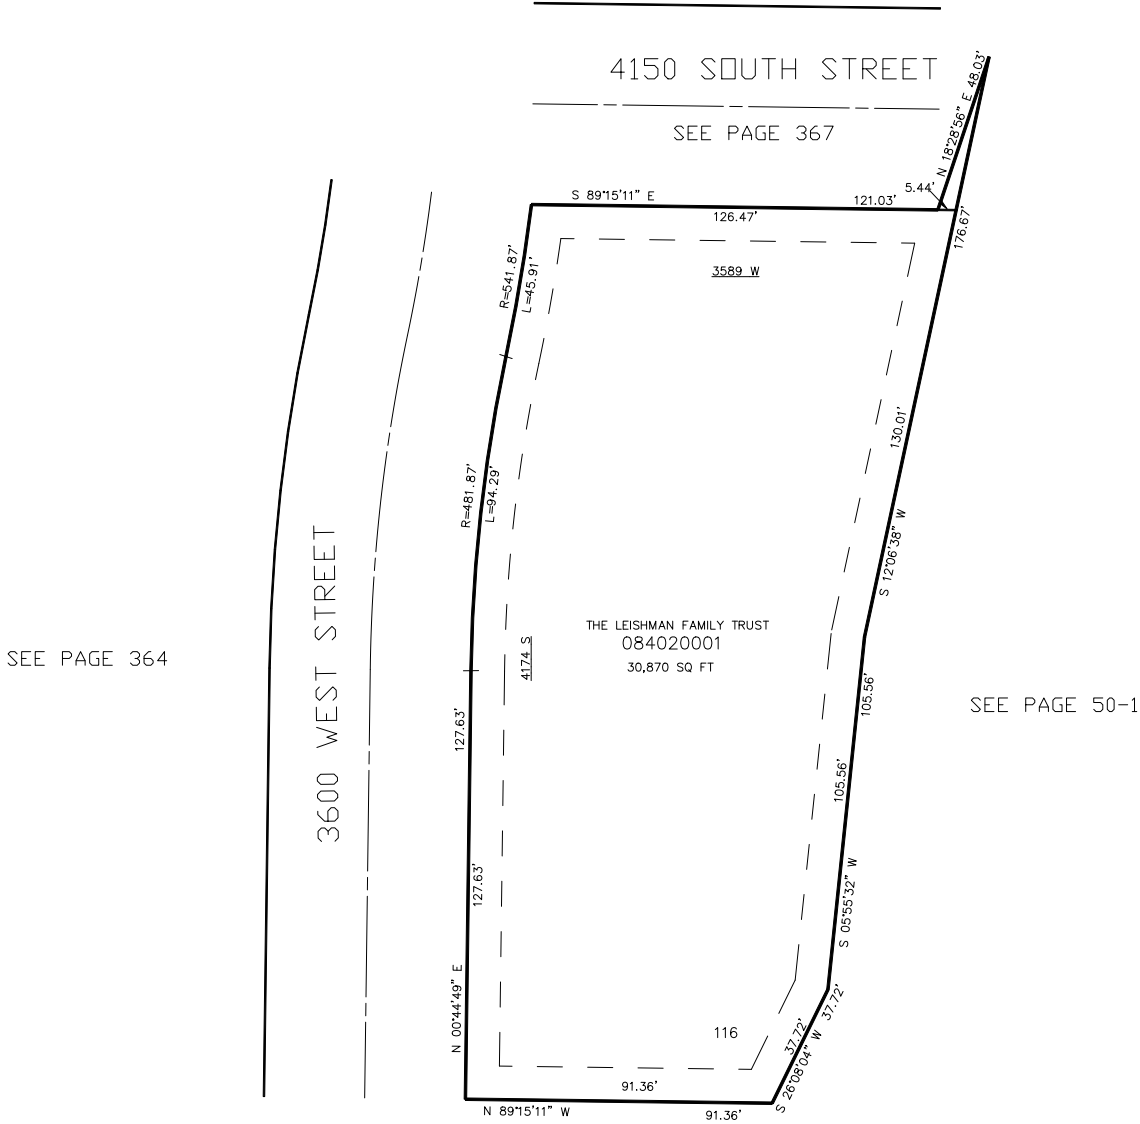 4150 SOUTH STREET
N 18°28'56" E 48.03'
SEE PAGE 367
S 89°15'11" E
121.03'
5.44'
126.47'
176.67'
3589 W
R=541.87'
L=45.91'
130.01'
R=481.87'
L=94.29'
S 12°06'38" W
3600 WEST STREET
THE LEISHMAN FAMILY TRUST
084020001
30,870 SQ FT
4174 S
SEE PAGE 364
105.56'
SEE PAGE 50-1
127.63'
105.56'
127.63'
S 05°55'32" W
N 00°44'49" E
37.72'
116
37.72'
S 26°08'04" W
91.36'
N 89°15'11" W
91.36'